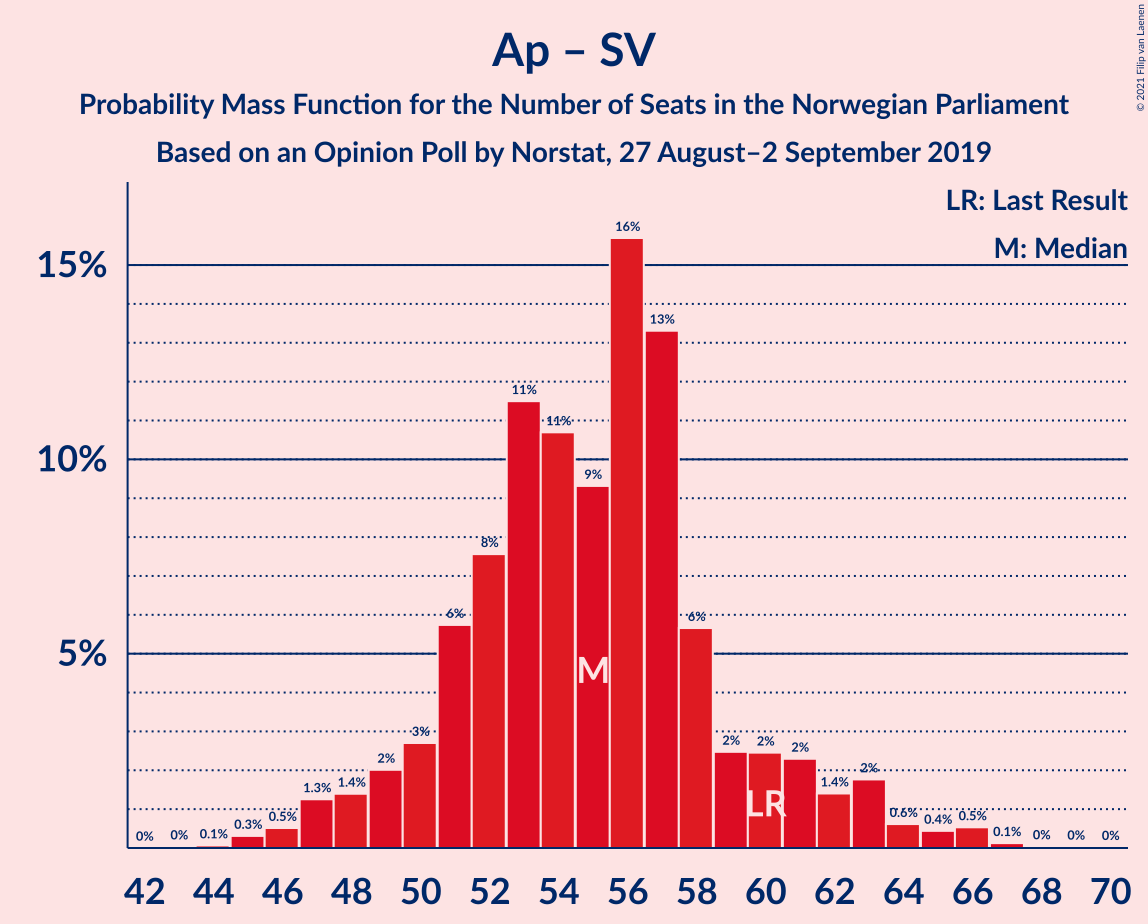 Ap – SV
Probability Mass Function for the Number of Seats in the Norwegian Parliament
Based on an Opinion Poll by Norstat, 27 August–2 September 2019
© 2021 Filip van Laenen
LR: Last Result
M: Median
15%
10%
5%
0% 0% 0.1% 0.3% 0.5% 1.3% 1.4% 2% 3% 6% 8% 11% 11% 9% 16% 13% 6% 2% 2% 2% 1.4% 2% 0.6% 0.4% 0.5% 0.1% 0% 0% 0%
M
LR
42 44 46 48 50 52 54 56 58 60 62 64 66 68 70